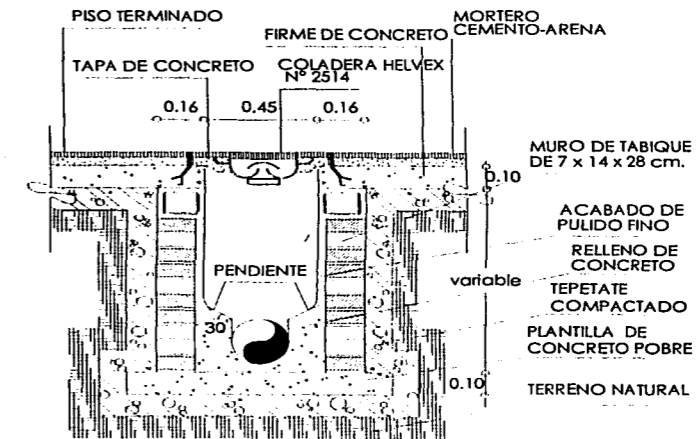 PISO TERMINADO
MORTERO
CEMENTO-ARENA
FIRME DE CONCRETO
TAPA DE CONCRETO
COLADERA HELVEX
Nº 2514
0.16
0.45
0.16
MURO DE TABIQUE
DE 7 x 14 x 28 cm.
0.10
ACABADO DE
PULIDO FINO
RELLENO DE
CONCRETO
PENDIENTE
variable
TEPETATE
COMPACTADO
30
PLANTILLA DE
CONCRETO POBRE
0.10
TERRENO NATURAL